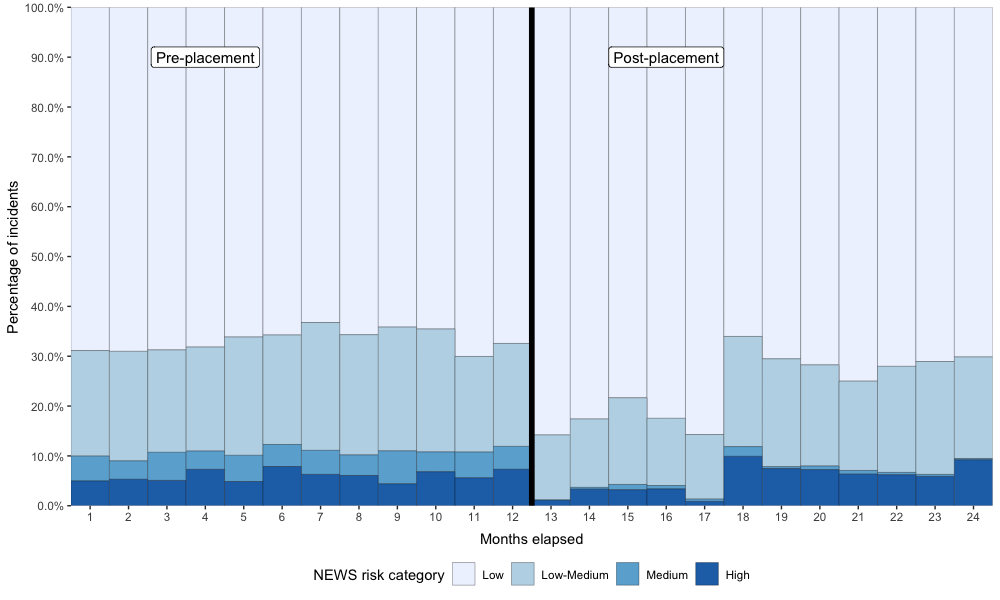 100.0%
90.0%
80.0%
70.0%
60.0%
50.0%
40.0%
30.0%
20.0%
10.0%
0.0%
Percentage of incidents
Pre-placement
Post-placement
1 2 3 4 5 6 7 8 9 10 11 12 13 14 15 16 17 18 19 20 21 22 23 24
Months elapsed
NEWS risk category Low Low-Medium Medium High